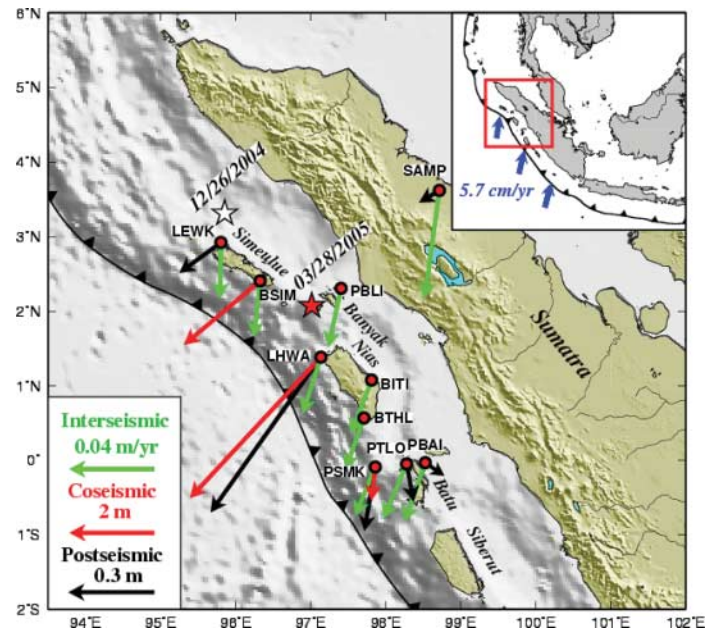 6°N
5°N
4°N
3°N
2°N
1°N
0°
1°S
2°S
94°E
95°E
96°E
97°E
98°E
99°E
100°E
101°E
102°E
5.7 cm/yr
SAMP
12/26/2004
LEWK
Simeulue
03/28/2005
BSIM
PBLI
Banyak
LHWA
Nias
BITI
BTHL
Sumatra
PTLO
PBAI
PSMK
Batu
Siberut
Interseismic
0.04 m/yr
Coseismic
2 m
Postseismic
0.3 m